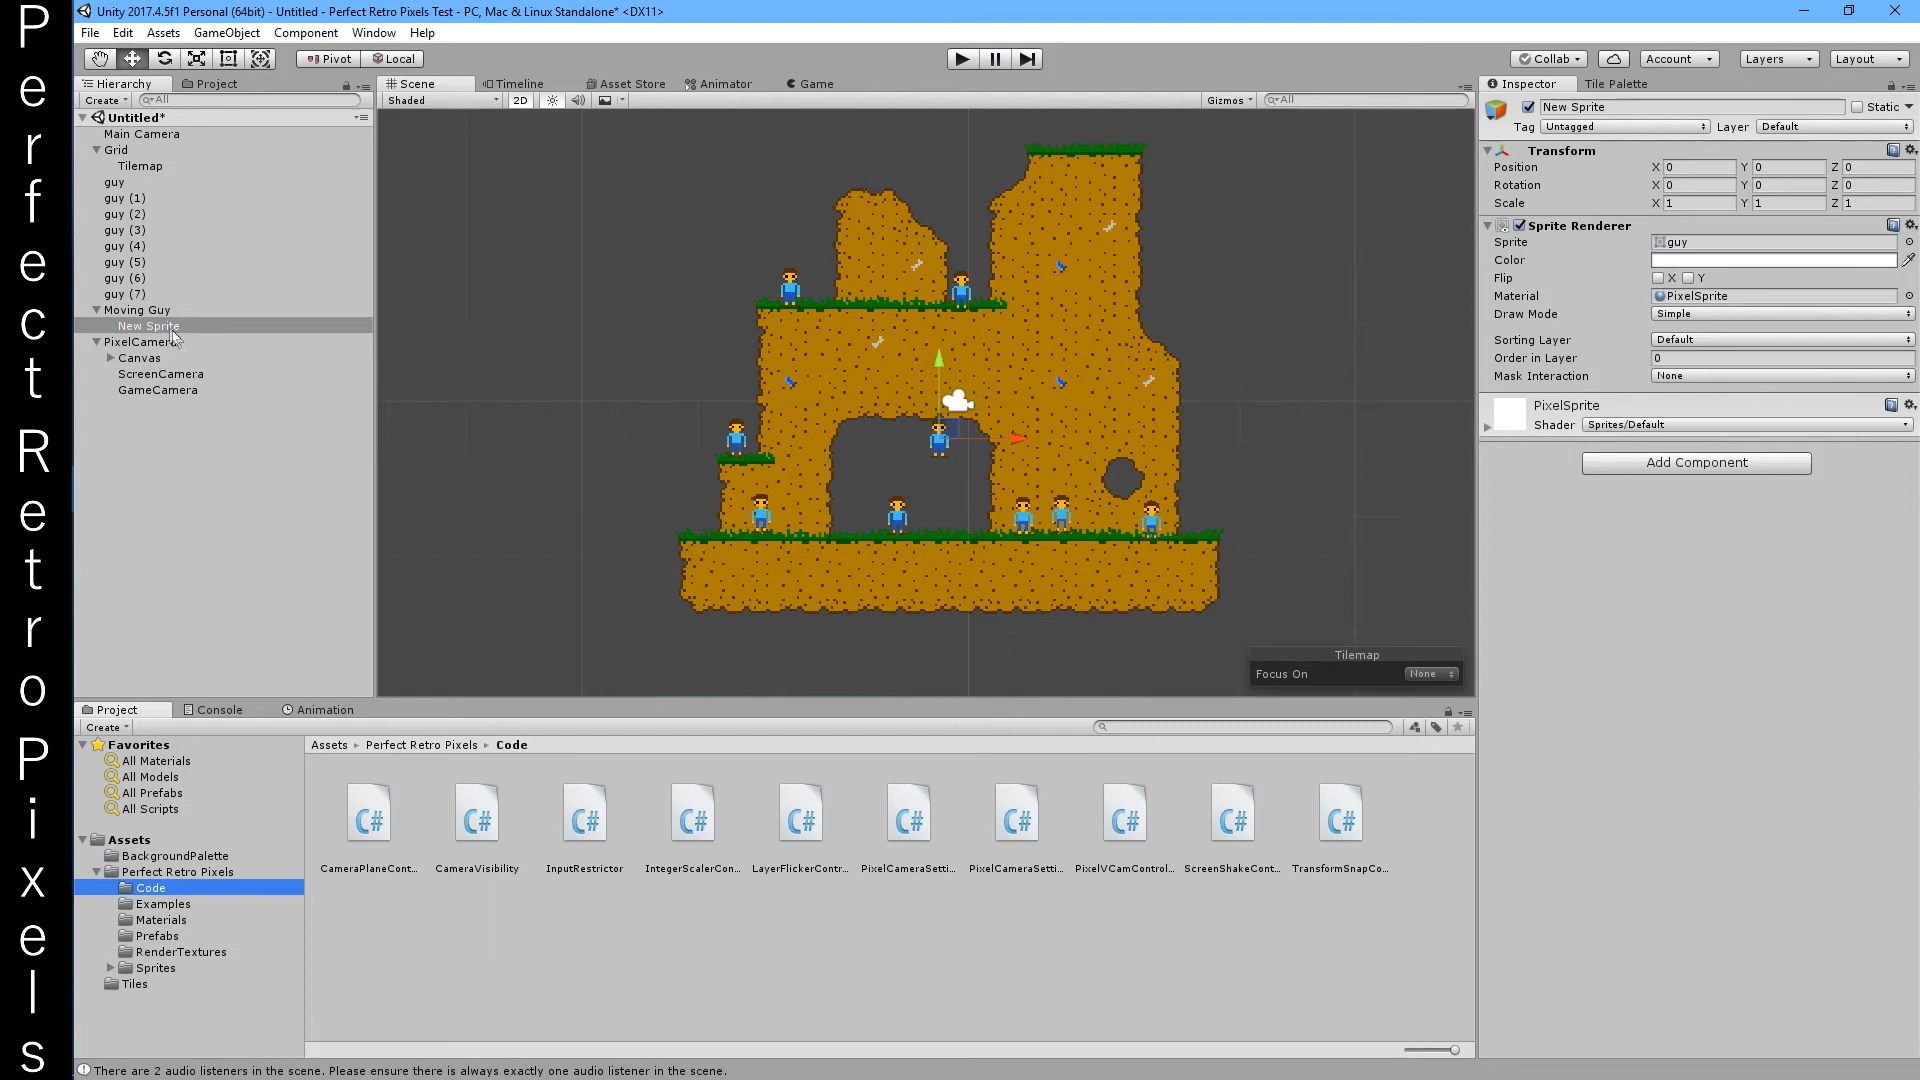 Perfect Retro Pixels
Unity 2017.4.5f1 Personal (64bit) - Untitled - Perfect Retro Pixels Test - PC, Mac & Linux Standalone* <DX11>
File Edit Assets GameObject Component Window Help
Pivot Local Collab Account Layers Layout
Hierarchy Project Scene Timeline Asset Store Animator Game Inspector Tile Palette
Create All Shaded 2D Gizmos All
Untitled*
Main Camera
Grid
Tilemap
guy
guy (1)
guy (2)
guy (3)
guy (4)
guy (5)
guy (6)
guy (7)
Moving Guy
New Sprite
PixelCamera
Canvas
ScreenCamera
GameCamera
Tilemap
Focus On None
New Sprite Static
Tag Untagged Layer Default
Transform
Position X 0 Y 0 Z 0
Rotation X 0 Y 0 Z 0
Scale X 1 Y 1 Z 1
Sprite Renderer
Sprite guy
Color
Flip X Y
Material PixelSprite
Draw Mode Simple
Sorting Layer Default
Order in Layer 0
Mask Interaction None
PixelSprite
Shader Sprites/Default
Add Component
Project Console Animation
Create
Favorites
All Materials
All Models
All Prefabs
All Scripts
Assets
BackgroundPalette
Perfect Retro Pixels
Code
Examples
Materials
Prefabs
RenderTextures
Sprites
Tiles
Assets Perfect Retro Pixels Code
C# C# C# C# C# C# C# C# C# C#
CameraPlaneCont... CameraVisibility InputRestrictor IntegerScalerCon... LayerFlickerContr... PixelCameraSetti... PixelCameraSetti... PixelVCamControl... ScreenShakeCont... TransformSnapCo...
There are 2 audio listeners in the scene. Please ensure there is always exactly one audio listener in the scene.